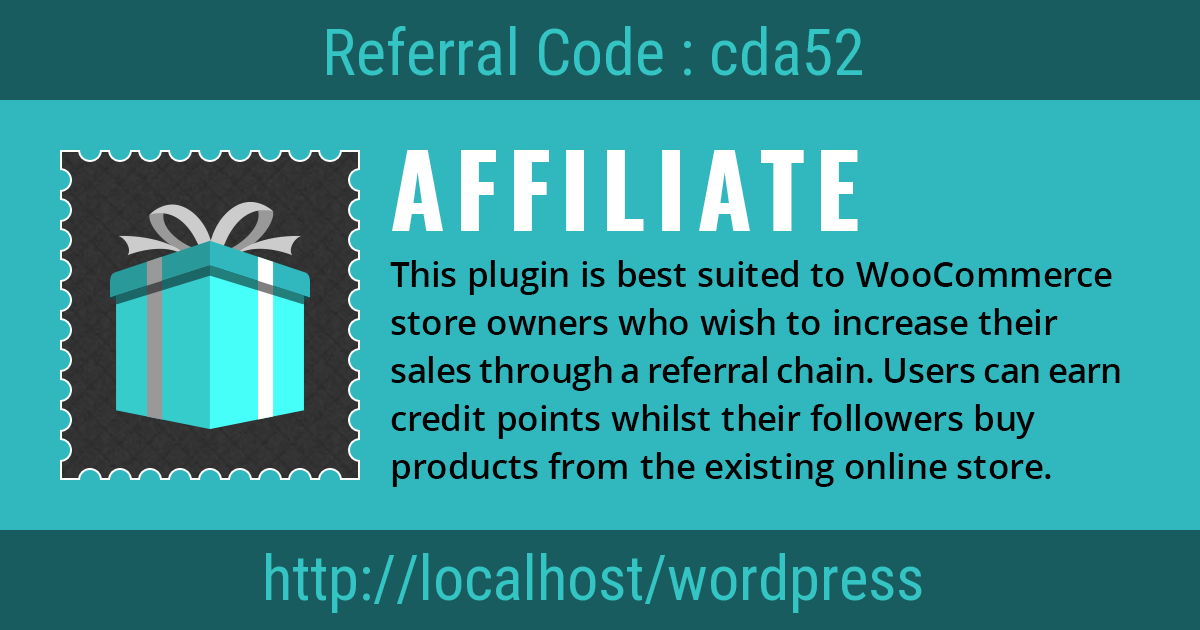 Referral Code : cda52
AFFILIATE
This plugin is best suited to WooCommerce
store owners who wish to increase their
sales through a referral chain. Users can earn
credit points whilst their followers buy
products from the existing online store.
http://localhost/wordpress